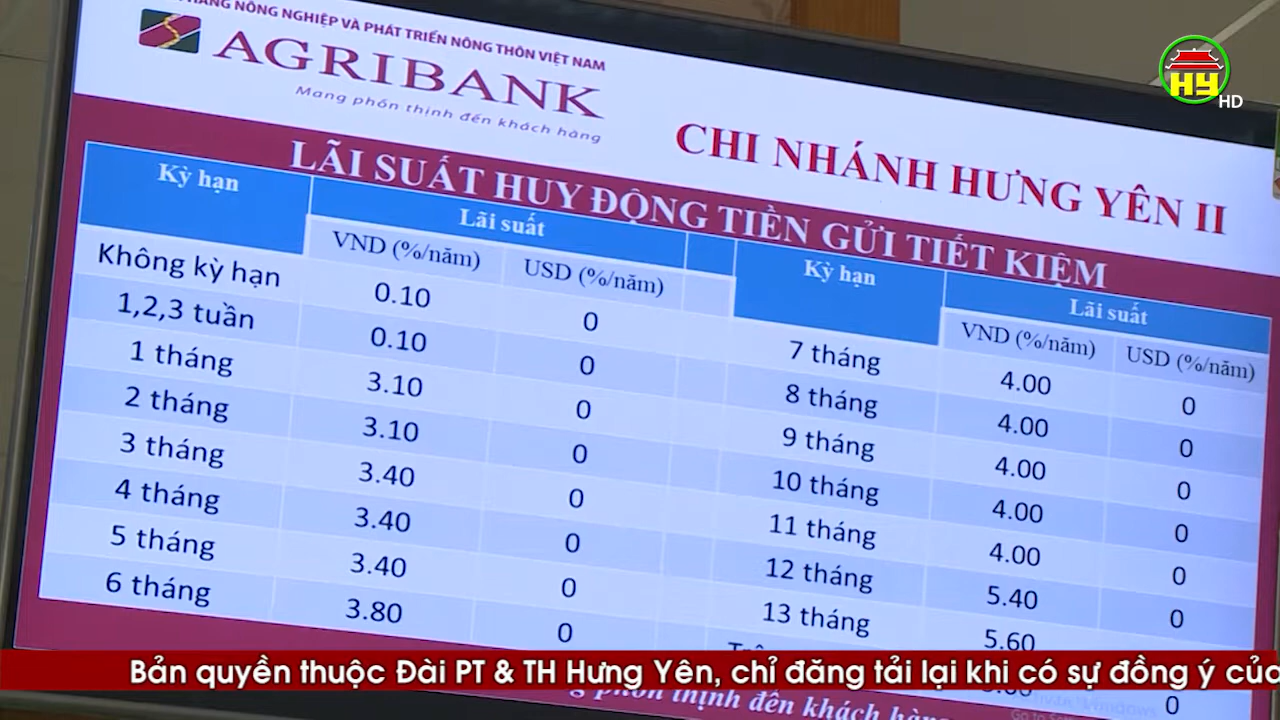 HÀNG NÔNG NGHIỆP VÀ PHÁT TRIỂN NÔNG THÔN VIỆT NAM
AGRIBANK
Mang phồn thịnh đến khách hàng
HY HD
CHI NHÁNH HƯNG YÊN II
LÃI SUẤT HUY ĐỘNG TIỀN GỬI TIẾT KIỆM
Kỳ hạn Lãi suất
VND (%/năm) USD (%/năm)
Không kỳ hạn 0.10 0
1,2,3 tuần 0.10 0
1 tháng 3.10 0
2 tháng 3.10 0
3 tháng 3.40 0
4 tháng 3.40 0
5 tháng 3.40 0
6 tháng 3.80 0
Kỳ hạn Lãi suất
VND (%/năm) USD (%/năm)
7 tháng 4.00 0
8 tháng 4.00 0
9 tháng 4.00 0
10 tháng 4.00 0
11 tháng 4.00 0
12 tháng 5.40 0
13 tháng 5.60
0
Bản quyền thuộc Đài PT & TH Hưng Yên, chỉ đăng tải lại khi có sự đồng ý của
phồn thịnh đến khách hàng